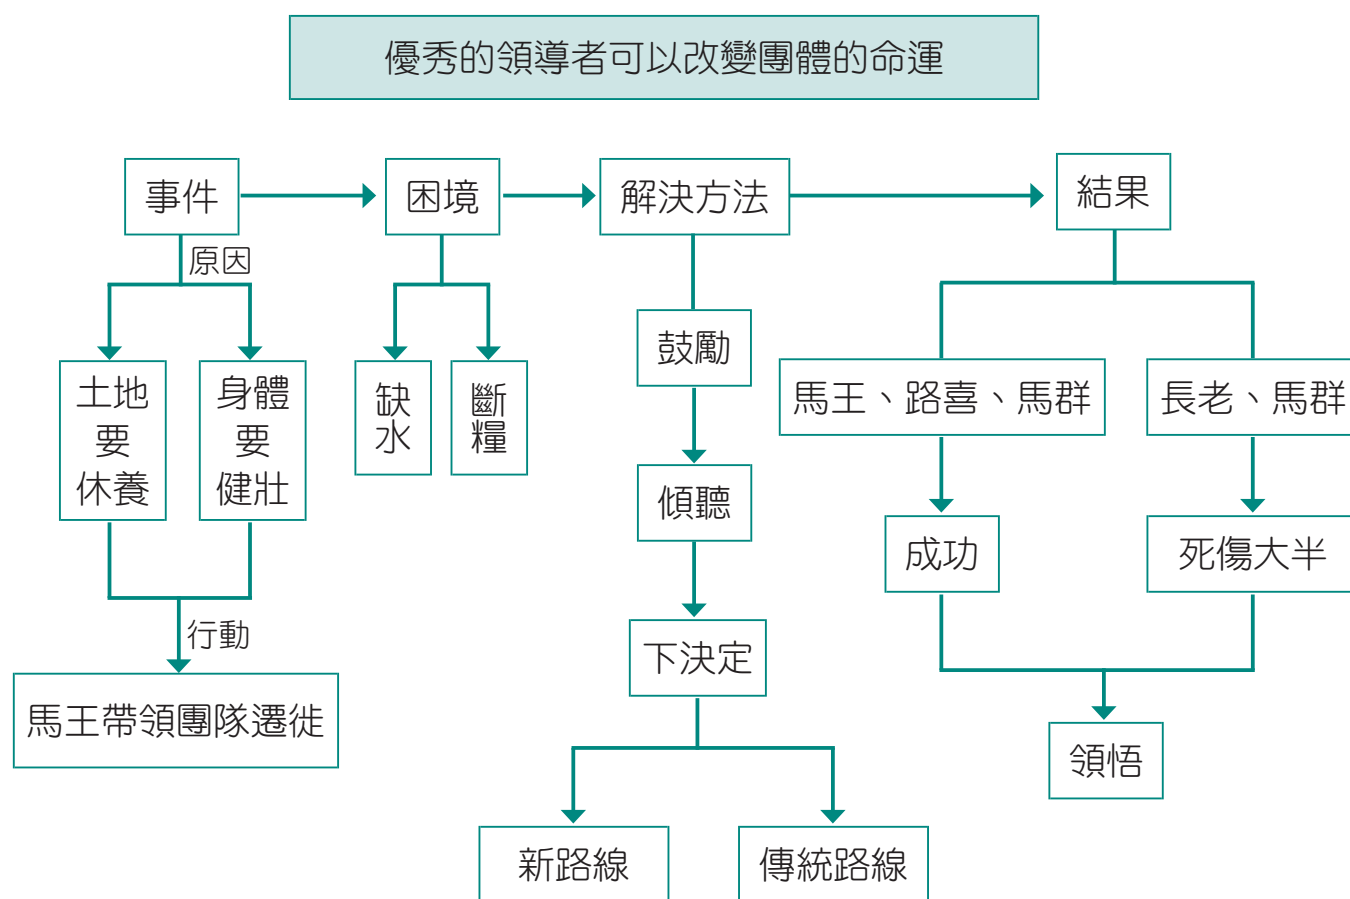 優秀的領導者可以改變團體的命運
事件
困境
解決方法
結果
原因
土地
要
休養
身體
要
健壯
缺水
斷糧
鼓勵
傾聽
下決定
馬王、路喜、馬群
長老、馬群
成功
死傷大半
行動
馬王帶領團隊遷徙
領悟
新路線
傳統路線